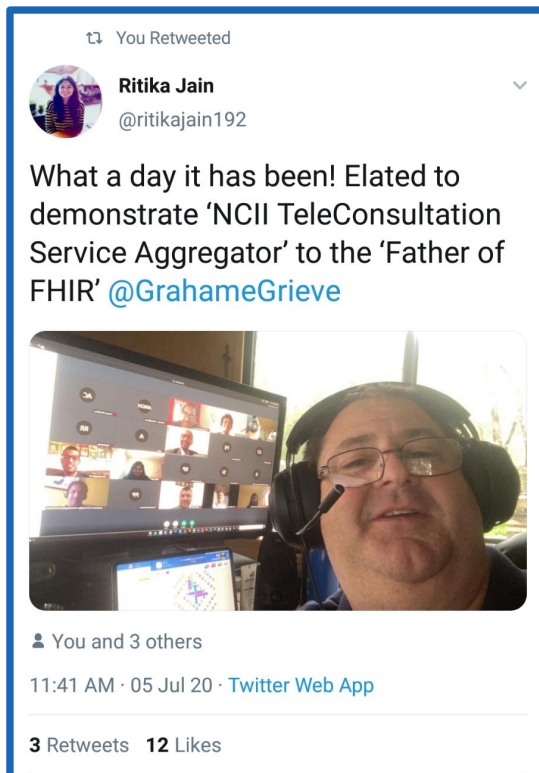 You Retweeted
Ritika Jain
@ritikajain192
What a day it has been! Elated to
demonstrate ‘NCII TeleConsultation
Service Aggregator’ to the ‘Father of
FHIR’ @GrahameGrieve
You and 3 others
11:41 AM · 05 Jul 20 · Twitter Web App
3 Retweets 12 Likes